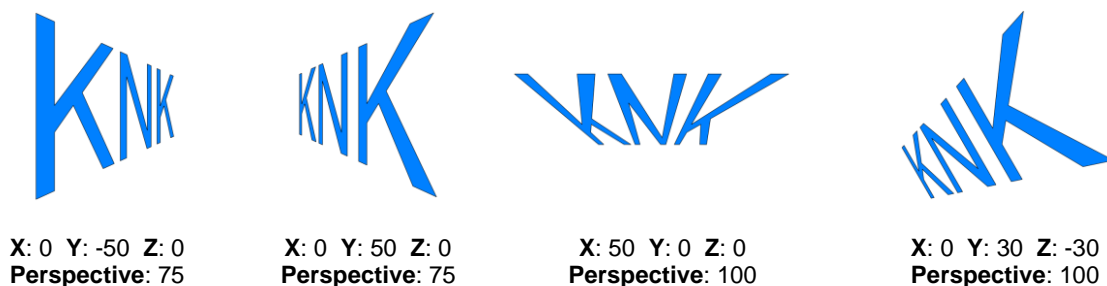 KNK
KNK
KNK
KNK
X: 0 Y: -50 Z: 0
Perspective: 75
X: 0 Y: 50 Z: 0
Perspective: 75
X: 50 Y: 0 Z: 0
Perspective: 100
X: 0 Y: 30 Z: -30
Perspective: 100